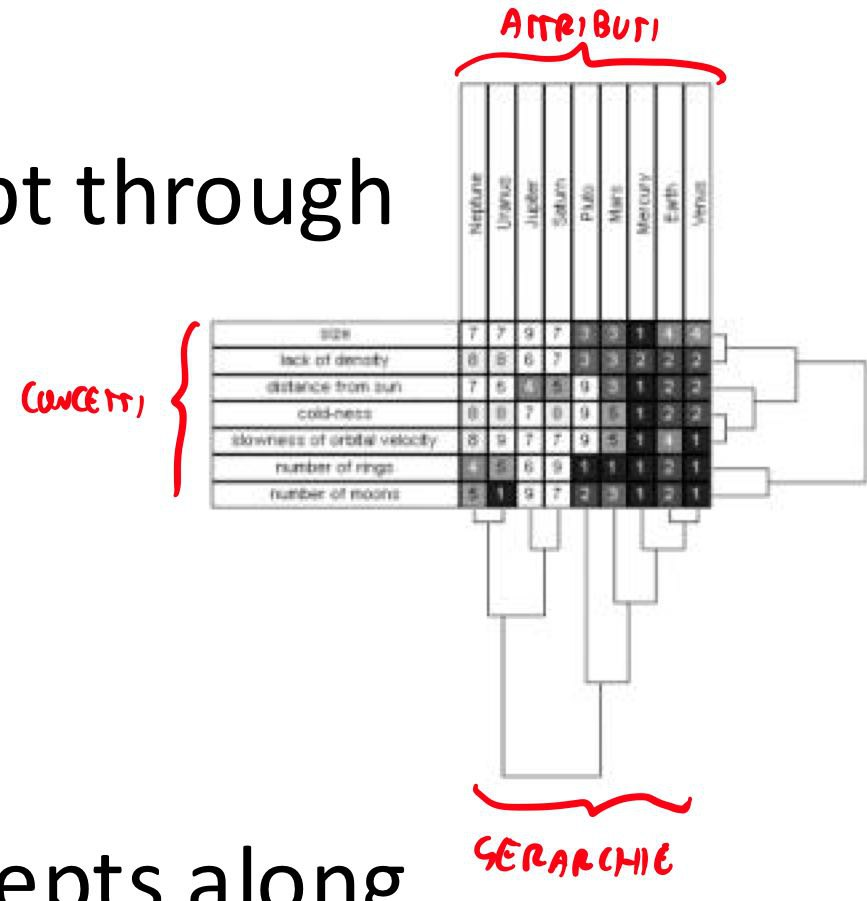 ATTRIBUTI
pt through
Neptune Uranus Jupiter Saturn Pluto Mars Mercury Earth Venus
size 7 7 9 7 3 3 1 4 4
lack of density 8 8 6 7 3 3 2 2 2
distance from sun 7 6 4 5 9 3 1 2 2
CONCETTI
cold-ness 8 8 7 8 9 5 1 2 2
slowness of orbital velocity 8 9 7 7 9 5 1 4 1
number of rings 4 5 6 9 1 1 1 2 1
number of moons 5 1 9 7 2 3 1 2 1
GERARCHIE
epts along